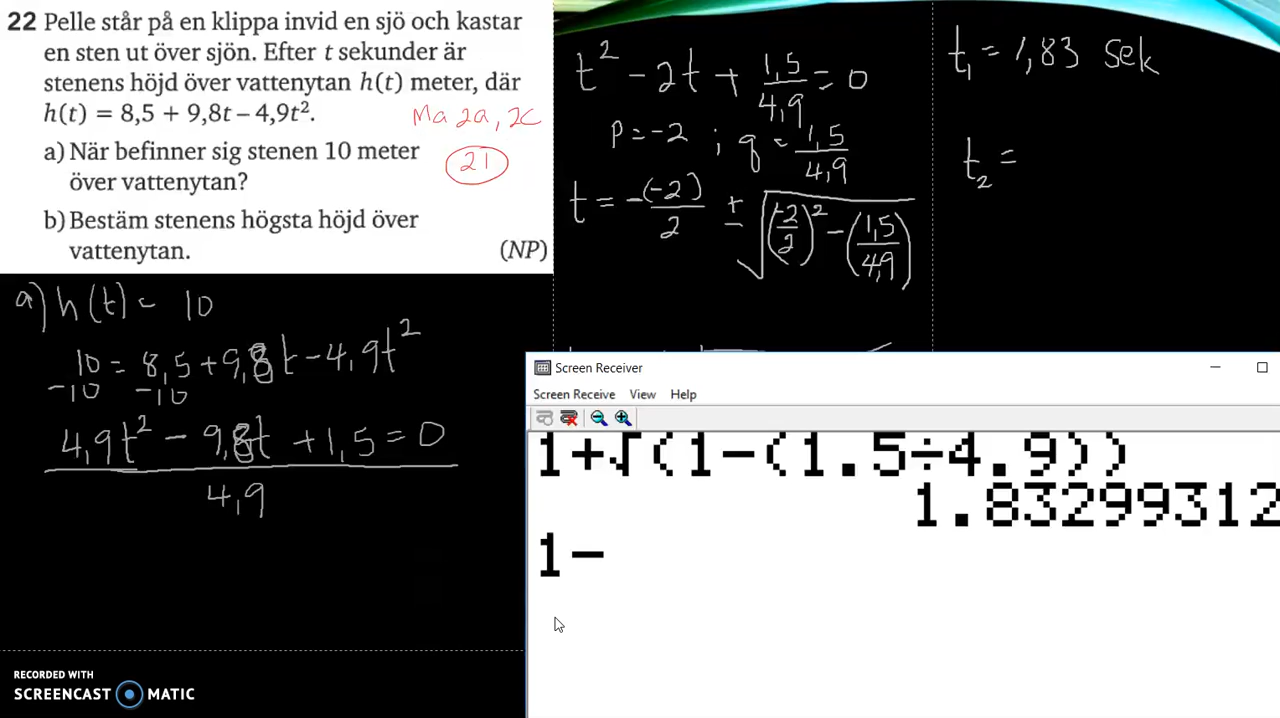 22 Pelle står på en klippa invid en sjö och kastar
en sten ut över sjön. Efter t sekunder är
stenens höjd över vattenytan h(t) meter, där
h(t) = 8,5 + 9,8t – 4,9t².
Ma 2a, 2c
a) När befinner sig stenen 10 meter
över vattenytan?
21
b) Bestäm stenens högsta höjd över
vattenytan.
(NP)
a) h(t) = 10
10 = 8,5 + 9,8t - 4,9t²
-10 -10
4,9t² - 9,8t + 1,5 = 0
4,9
t² - 2t + 1,5/4,9 = 0
p = -2 ; q = 1,5/4,9
t = -(-2)/2 ± √((-2/2)² - (1,5/4,9))
t₁ = 1,83 sek
t₂ =
Screen Receiver
Screen Receive View Help
1+√(1-(1.5÷4.9))
1.83299312
1-
RECORDED WITH
SCREENCAST MATIC